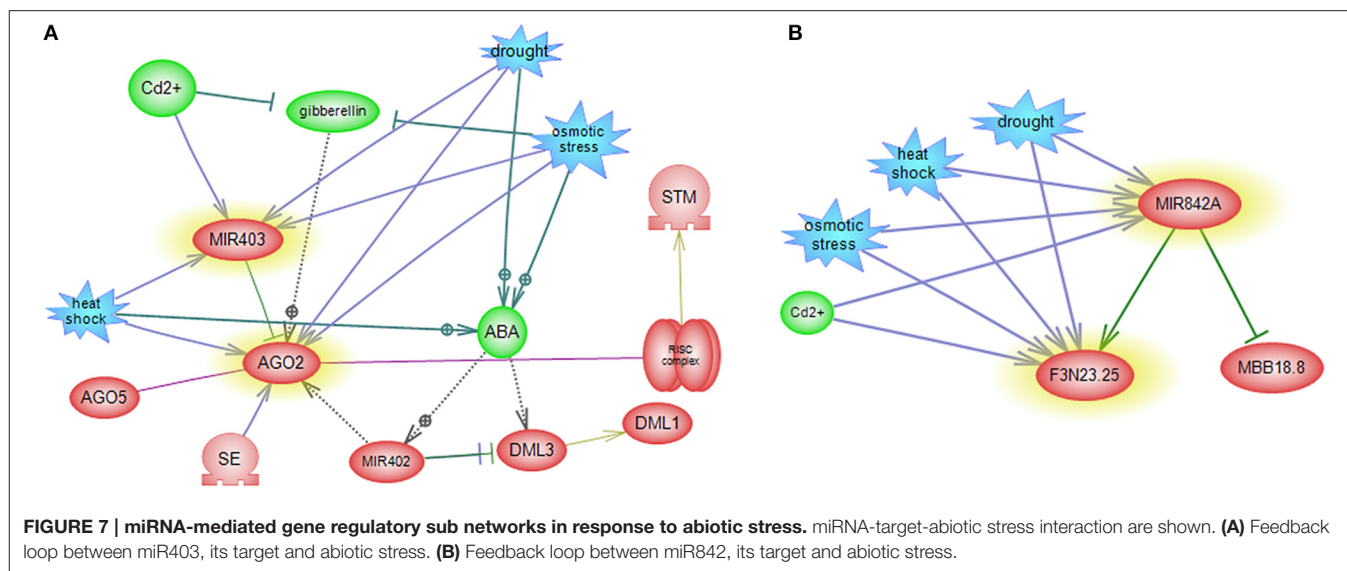 A
drought
Cd2+
gibberellin
osmotic
stress
STM
MIR403
heat
shock
ABA
RISC
complex
AGO2
AGO5
DML1
SE
MIR402
DML3
B
drought
heat
shock
MIR842A
osmotic
stress
Cd2+
F3N23.25
MBB18.8
FIGURE 7 | miRNA-mediated gene regulatory sub networks in response to abiotic stress. miRNA-target-abiotic stress interaction are shown. (A) Feedback
loop between miR403, its target and abiotic stress. (B) Feedback loop between miR842, its target and abiotic stress.